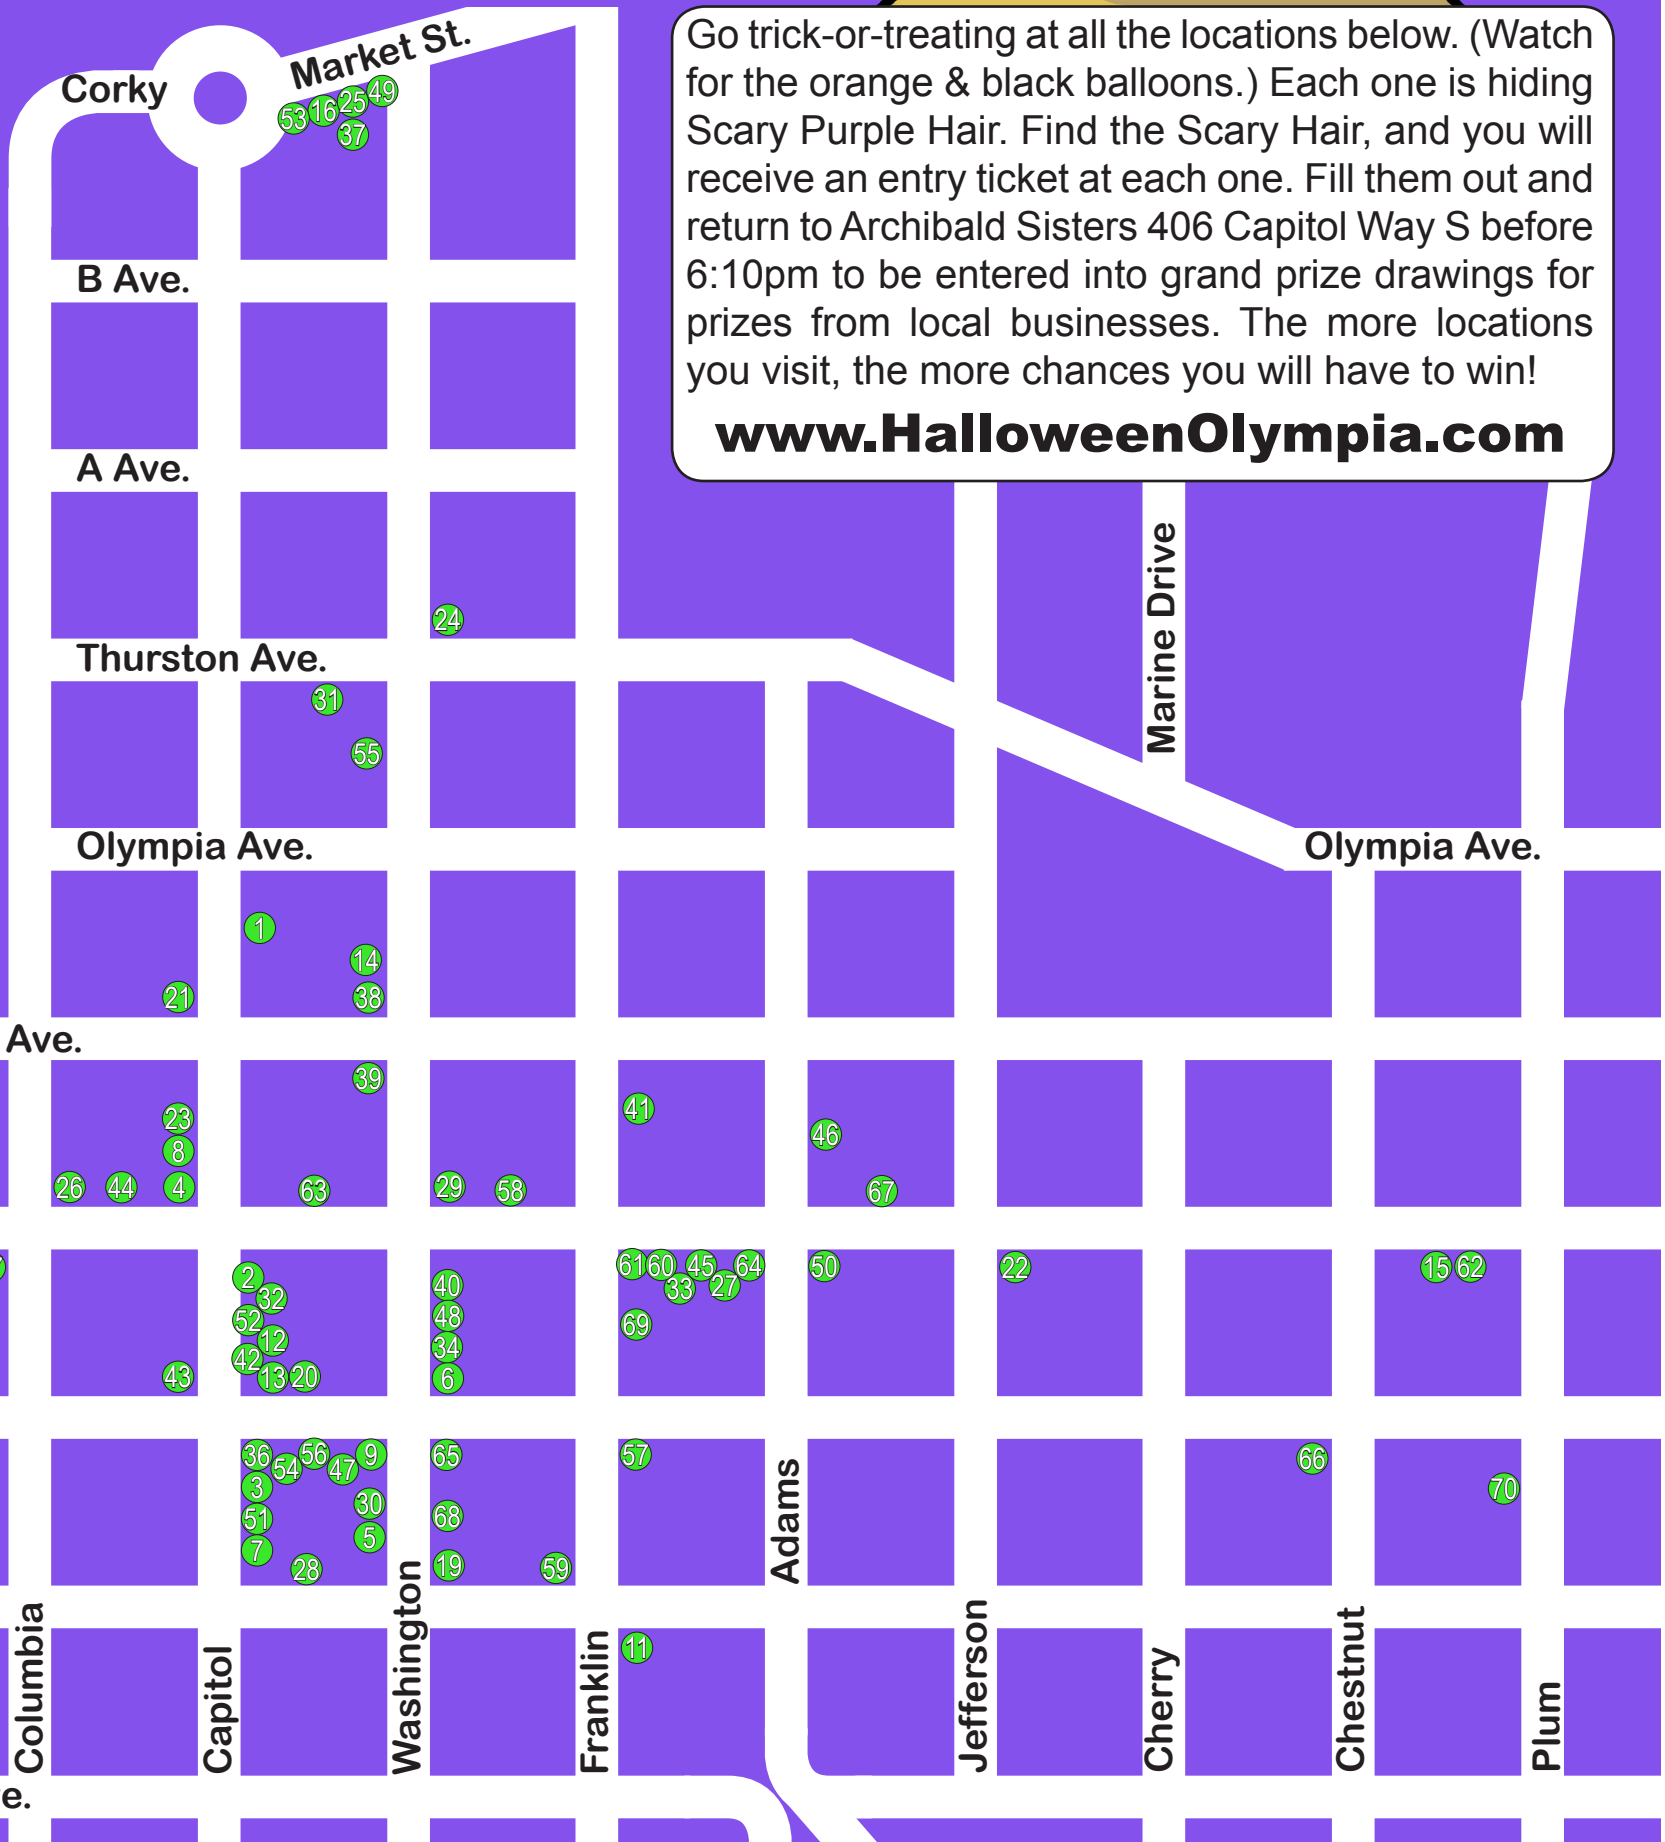 Go trick-or-treating at all the locations below. (Watch
for the orange & black balloons.) Each one is hiding
Scary Purple Hair. Find the Scary Hair, and you will
receive an entry ticket at each one. Fill them out and
return to Archibald Sisters 406 Capitol Way S before
6:10pm to be entered into grand prize drawings for
prizes from local businesses. The more locations
you visit, the more chances you will have to win!
www.HalloweenOlympia.com
Market St.
Corky
49
25
16
53
37
B Ave.
A Ave.
Marine Drive
24
Thurston Ave.
31
55
Olympia Ave.
Olympia Ave.
1
14
21
38
Ave.
39
41
23
46
8
26
44
4
63
29
58
67
61
60
45
64
50
22
15
62
2
40
33
27
32
48
52
69
12
34
42
43
13
20
6
36
56
9
65
57
66
54
47
3
70
30
51
68
5
7
28
19
59
11
Columbia
Capitol
Washington
Franklin
Adams
Jefferson
Cherry
Chestnut
Plum
e.